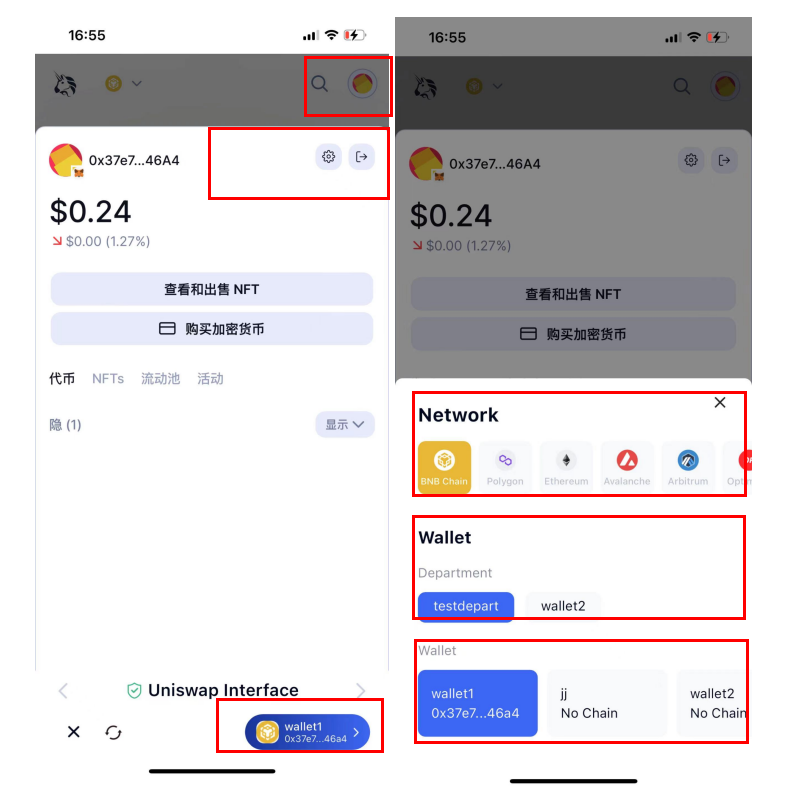 16:55
0x37e7...46A4
$0.24
$0.00 (1.27%)
查看和出售 NFT
购买加密货币
代币 NFTs 流动池 活动
隐 (1)
显示
Uniswap Interface
wallet1
0x37e7...46a4
16:55
0x37e7...46A4
$0.24
$0.00 (1.27%)
查看和出售 NFT
购买加密货币
Network
BNB Chain Polygon Ethereum Avalanche Arbitrum Optim
Wallet
Department
testdepart wallet2
Wallet
wallet1 jj wallet2
0x37e7...46a4 No Chain No Chain